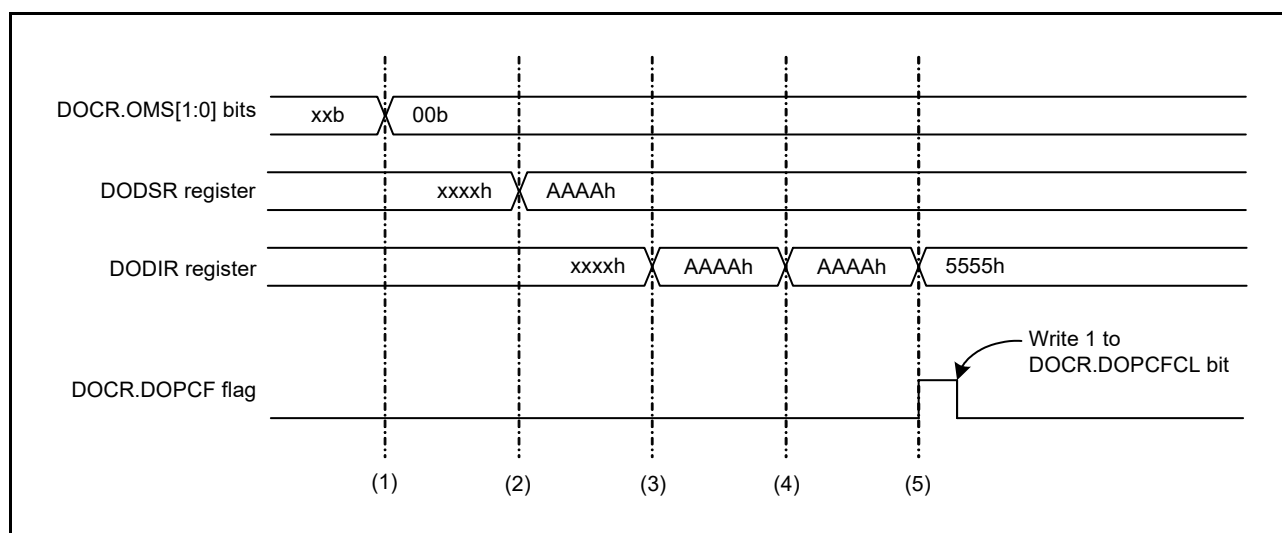 DOCR.OMS[1:0] bits
xxb
00b
DODSR register
xxxxh
AAAAh
DODIR register
xxxxh
AAAAh
AAAAh
5555h
Write 1 to
DOCR.DOPCFCL bit
DOCR.DOPCF flag
(1)
(2)
(3)
(4)
(5)